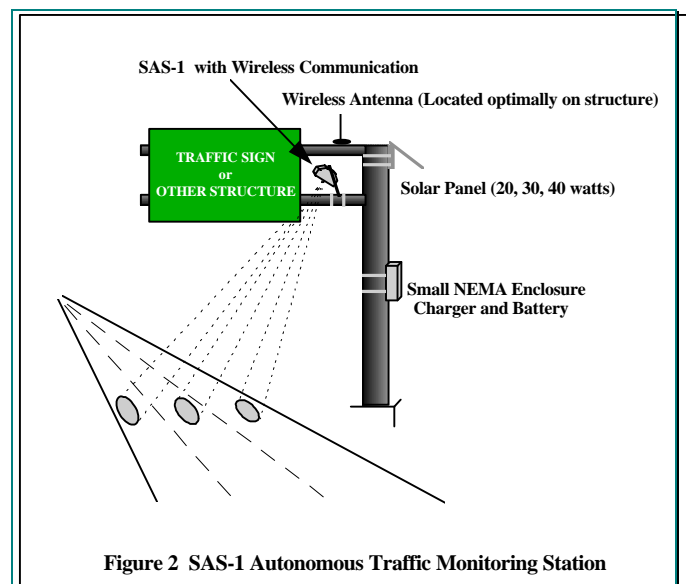 SAS-1 with Wireless Communication
Wireless Antenna (Located optimally on structure)
TRAFFIC SIGN
or
OTHER STRUCTURE
Solar Panel (20, 30, 40 watts)
Small NEMA Enclosure
Charger and Battery
Figure 2 SAS-1 Autonomous Traffic Monitoring Station